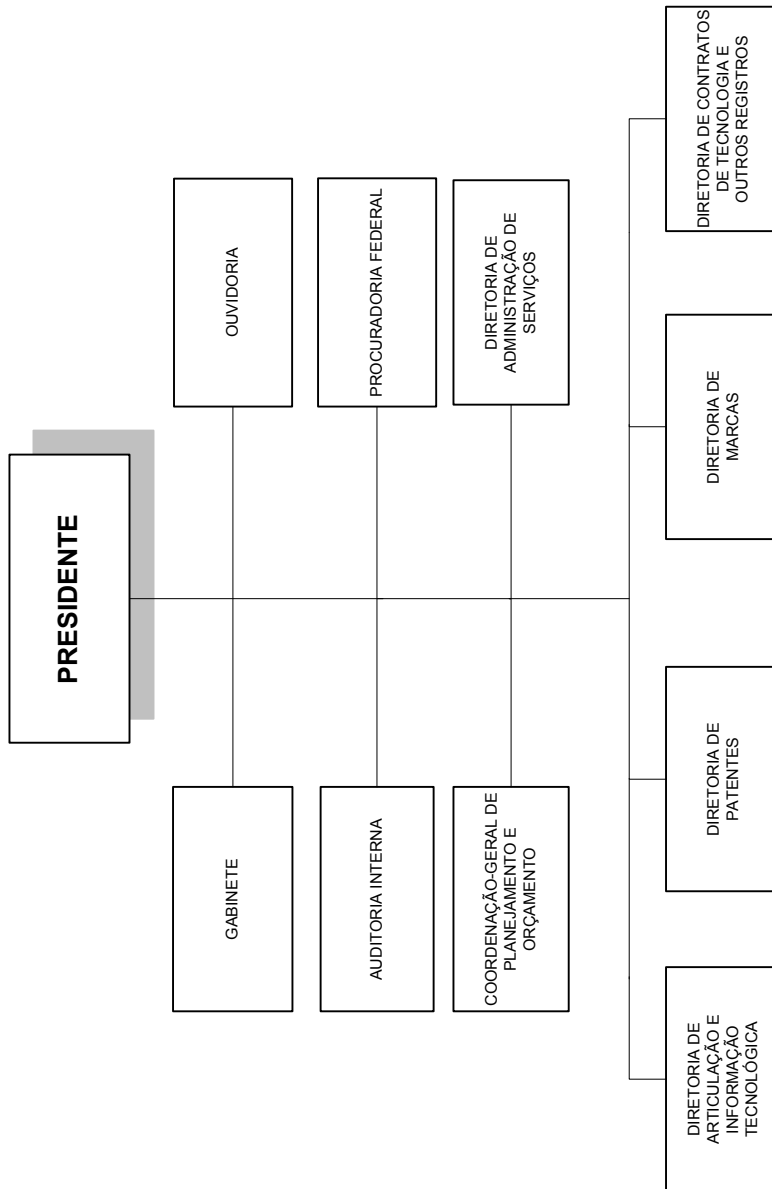 PRESIDENTE
GABINETE
OUVIDORIA
AUDITORIA INTERNA
PROCURADORIA FEDERAL
COORDENAÇÃO-GERAL DE
PLANEJAMENTO E
ORÇAMENTO
DIRETORIA DE
ADMINISTRAÇÃO DE
SERVIÇOS
DIRETORIA DE
ARTICULAÇÃO E
INFORMAÇÃO
TECNOLÓGICA
DIRETORIA DE
PATENTES
DIRETORIA DE
MARCAS
DIRETORIA DE CONTRATOS
DE TECNOLOGIA E
OUTROS REGISTROS